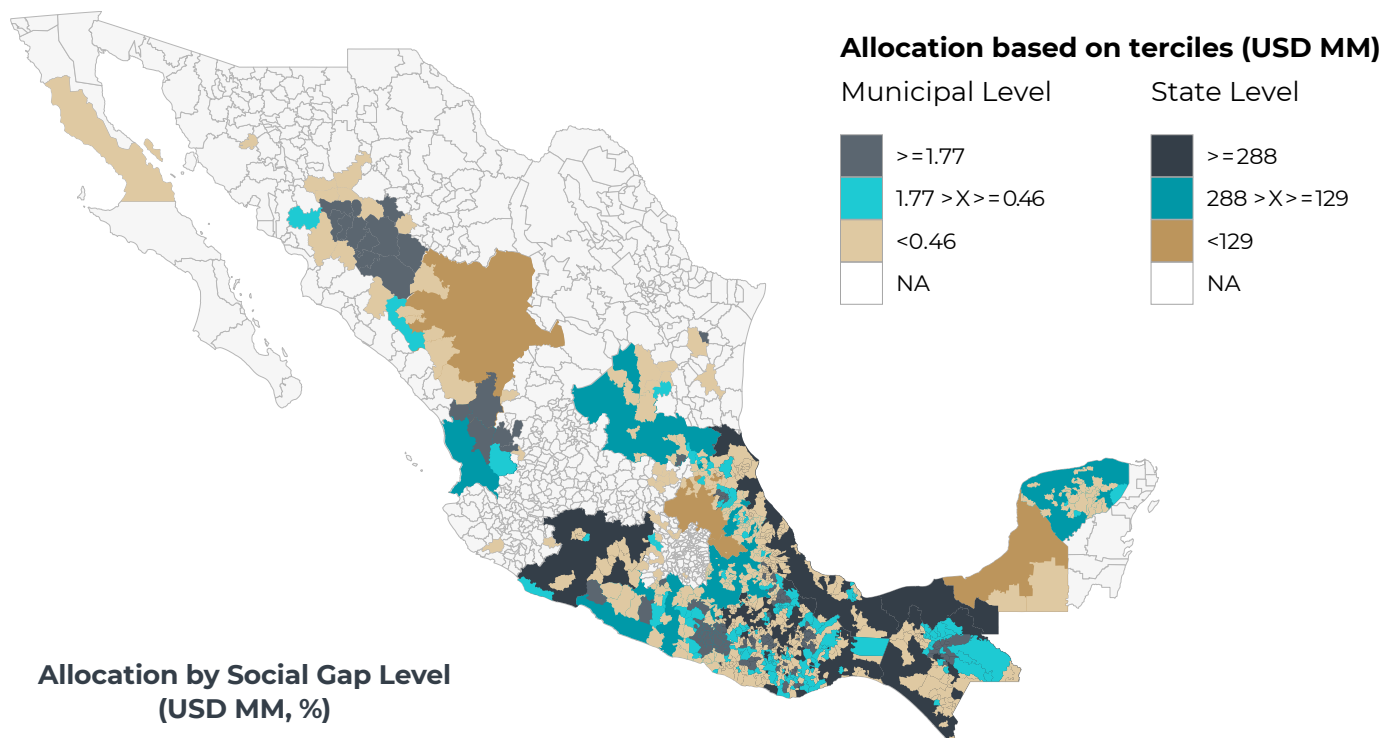 Allocation based on terciles (USD MM)
Municipal Level
State Level
>=1.77
1.77 >X>=0.46
<0.46
NA
>=288
288 >X>=129
<129
NA
Allocation by Social Gap Level
(USD MM, %)